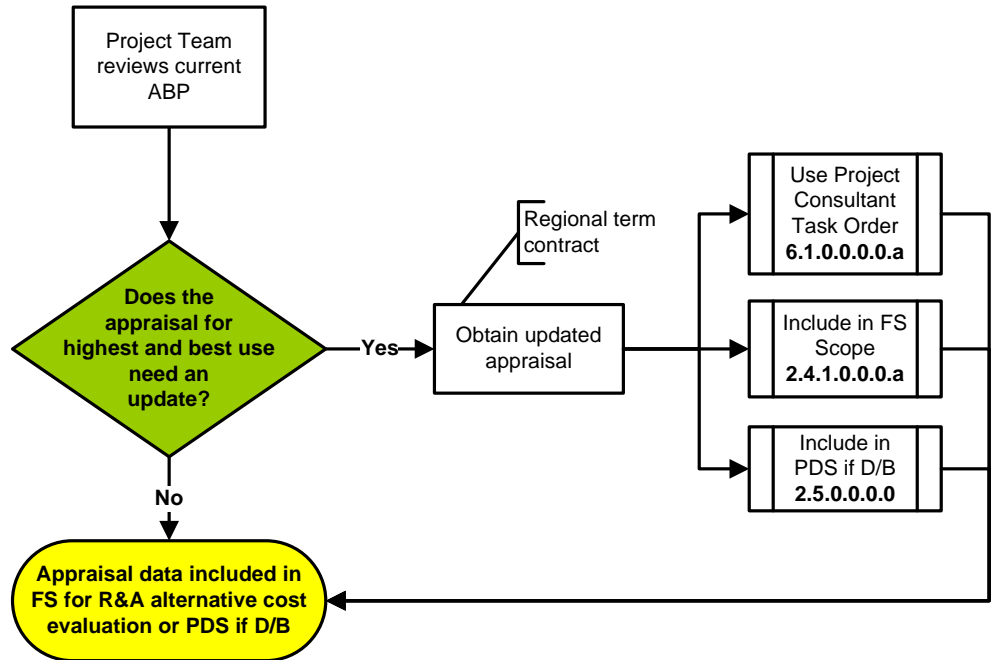 Project Team
reviews current
ABP
Does the
appraisal for
highest and best use
need an
update?
Yes
Regional term
contract
Obtain updated
appraisal
Use Project
Consultant
Task Order
6.1.0.0.0.0.a
Include in FS
Scope
2.4.1.0.0.0.a
Include in
PDS if D/B
2.5.0.0.0.0
No
Appraisal data included in
FS for R&A alternative cost
evaluation or PDS if D/B